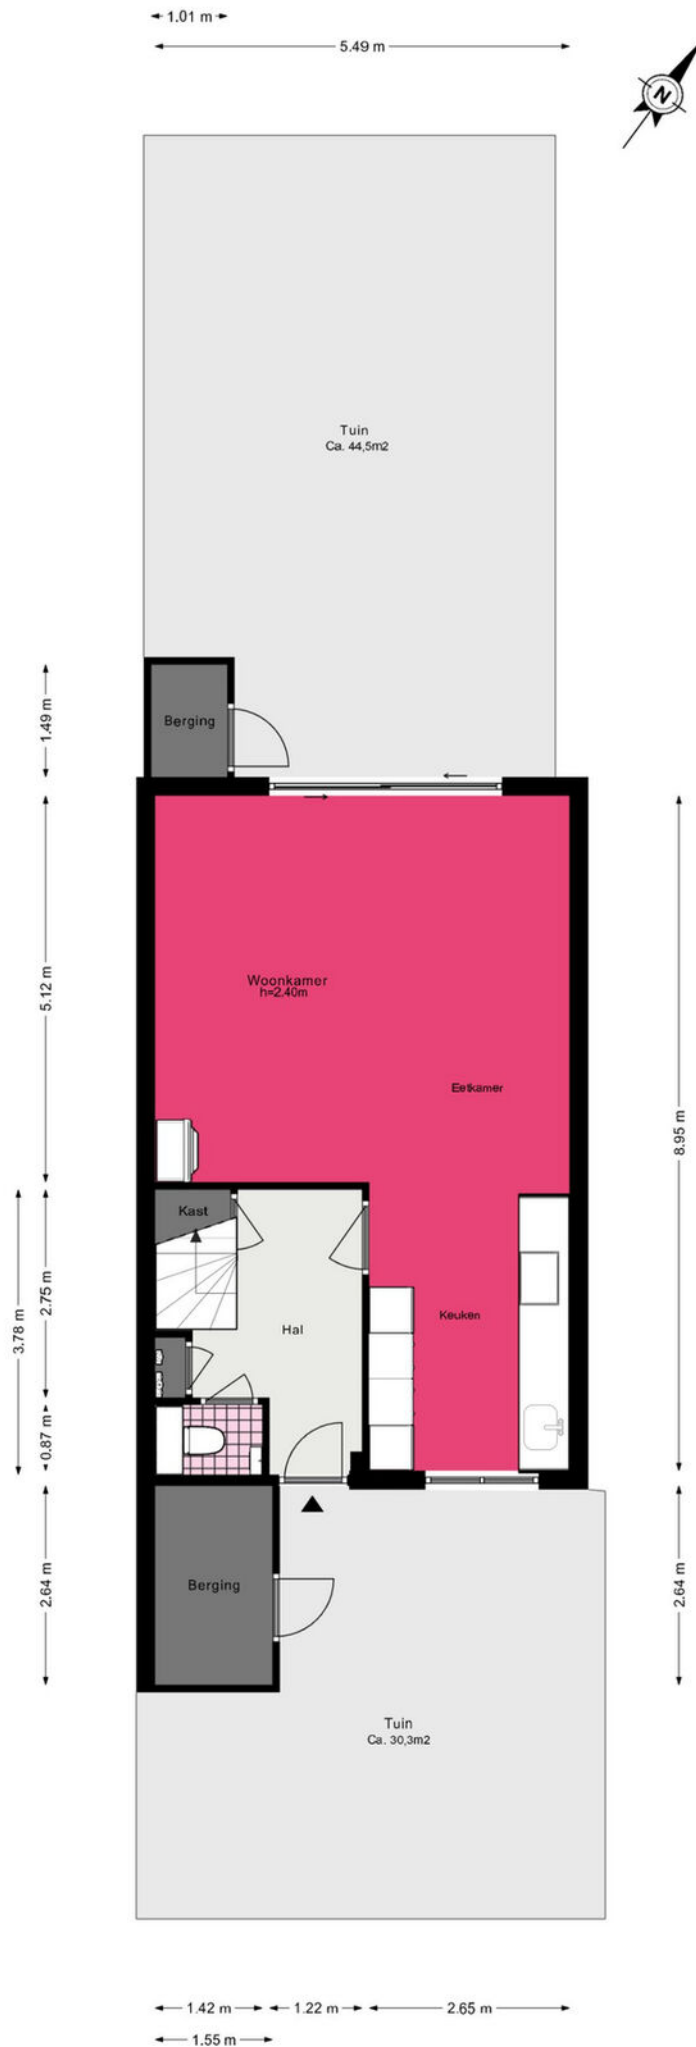 1.01 m
5.49 m
N
Tuin
Ca. 44,5m2
1.49 m
Berging
5.12 m
Woonkamer
h=2.40m
Eetkamer
8.95 m
3.78 m
2.75 m
Kast
Hal
Keuken
0.87 m
2.64 m
Berging
2.64 m
Tuin
Ca. 30,3m2
1.42 m
1.22 m
2.65 m
1.55 m